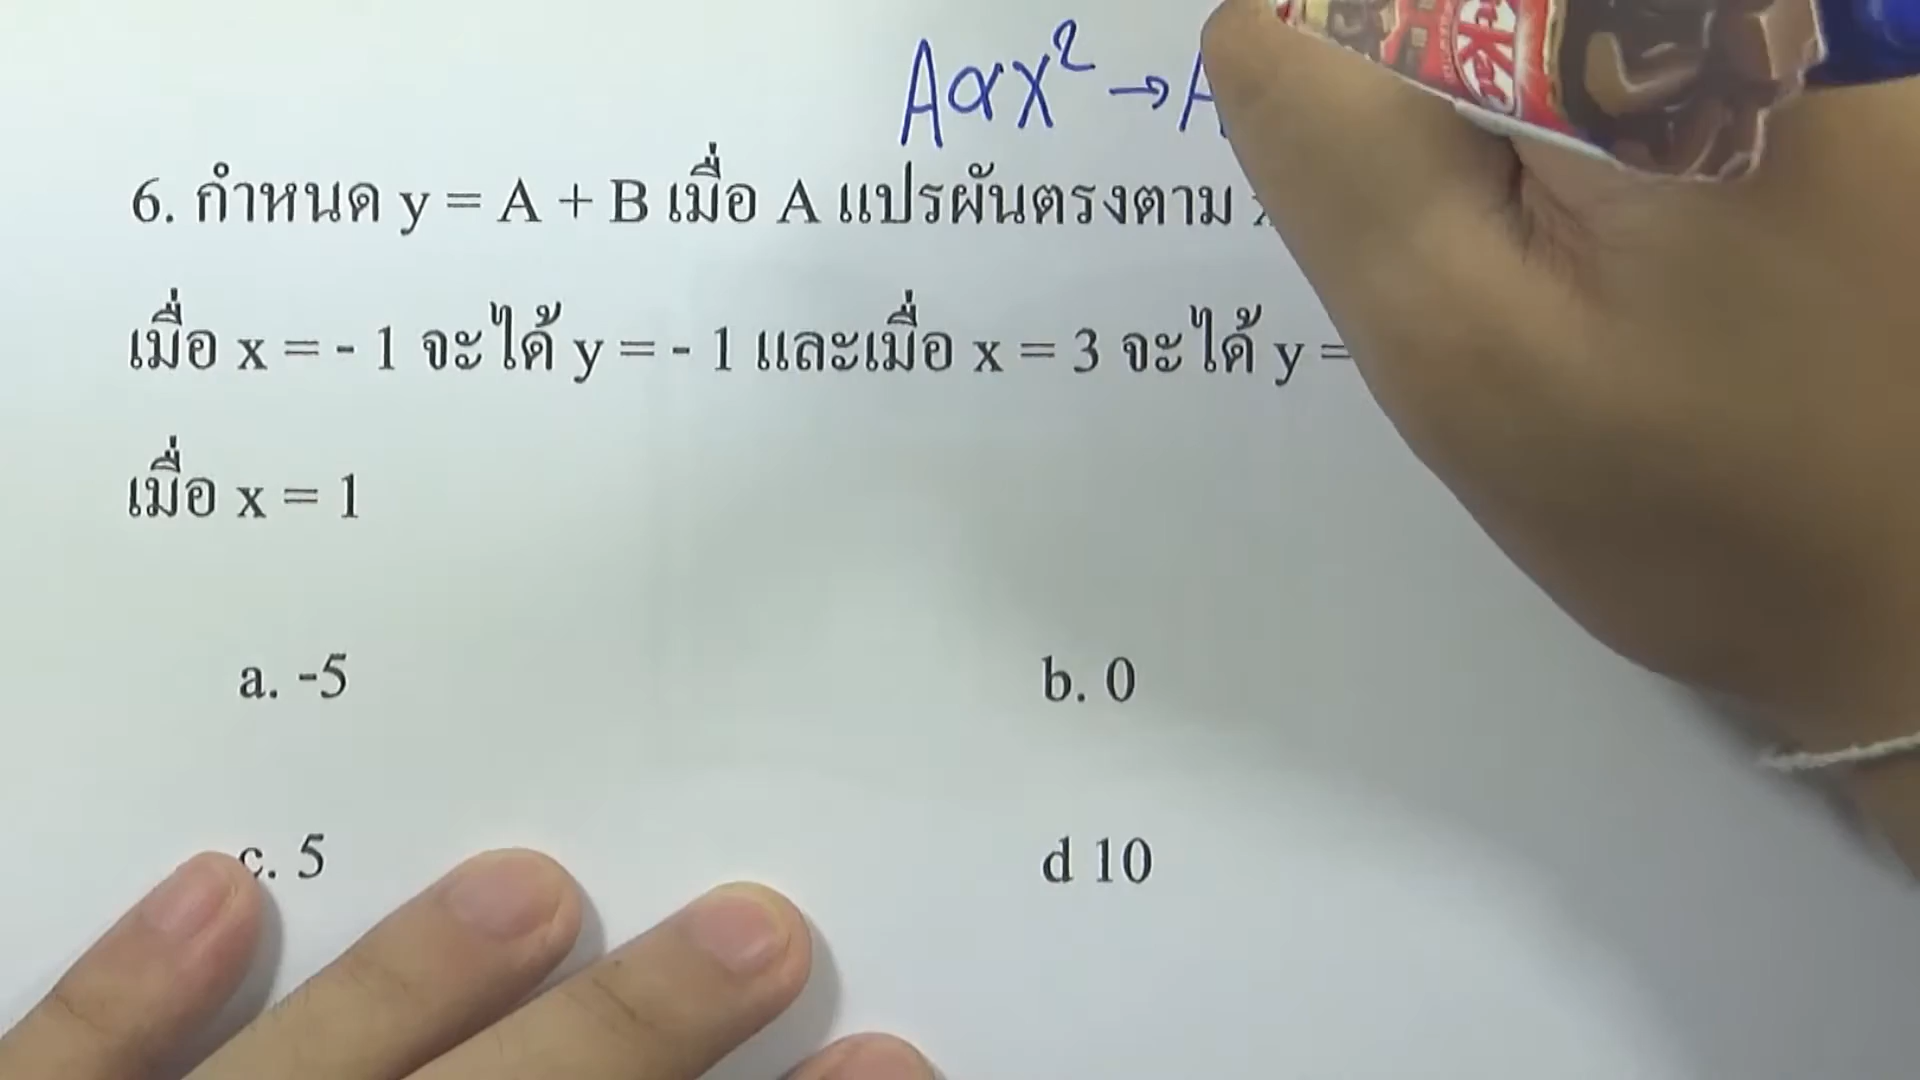 A α x² → A
6. กำหนด y = A + B เมื่อ A แปรผันตรงตาม
เมื่อ x = - 1 จะได้ y = - 1 และเมื่อ x = 3 จะได้ y =
เมื่อ x = 1
a. -5
b. 0
c. 5
d 10